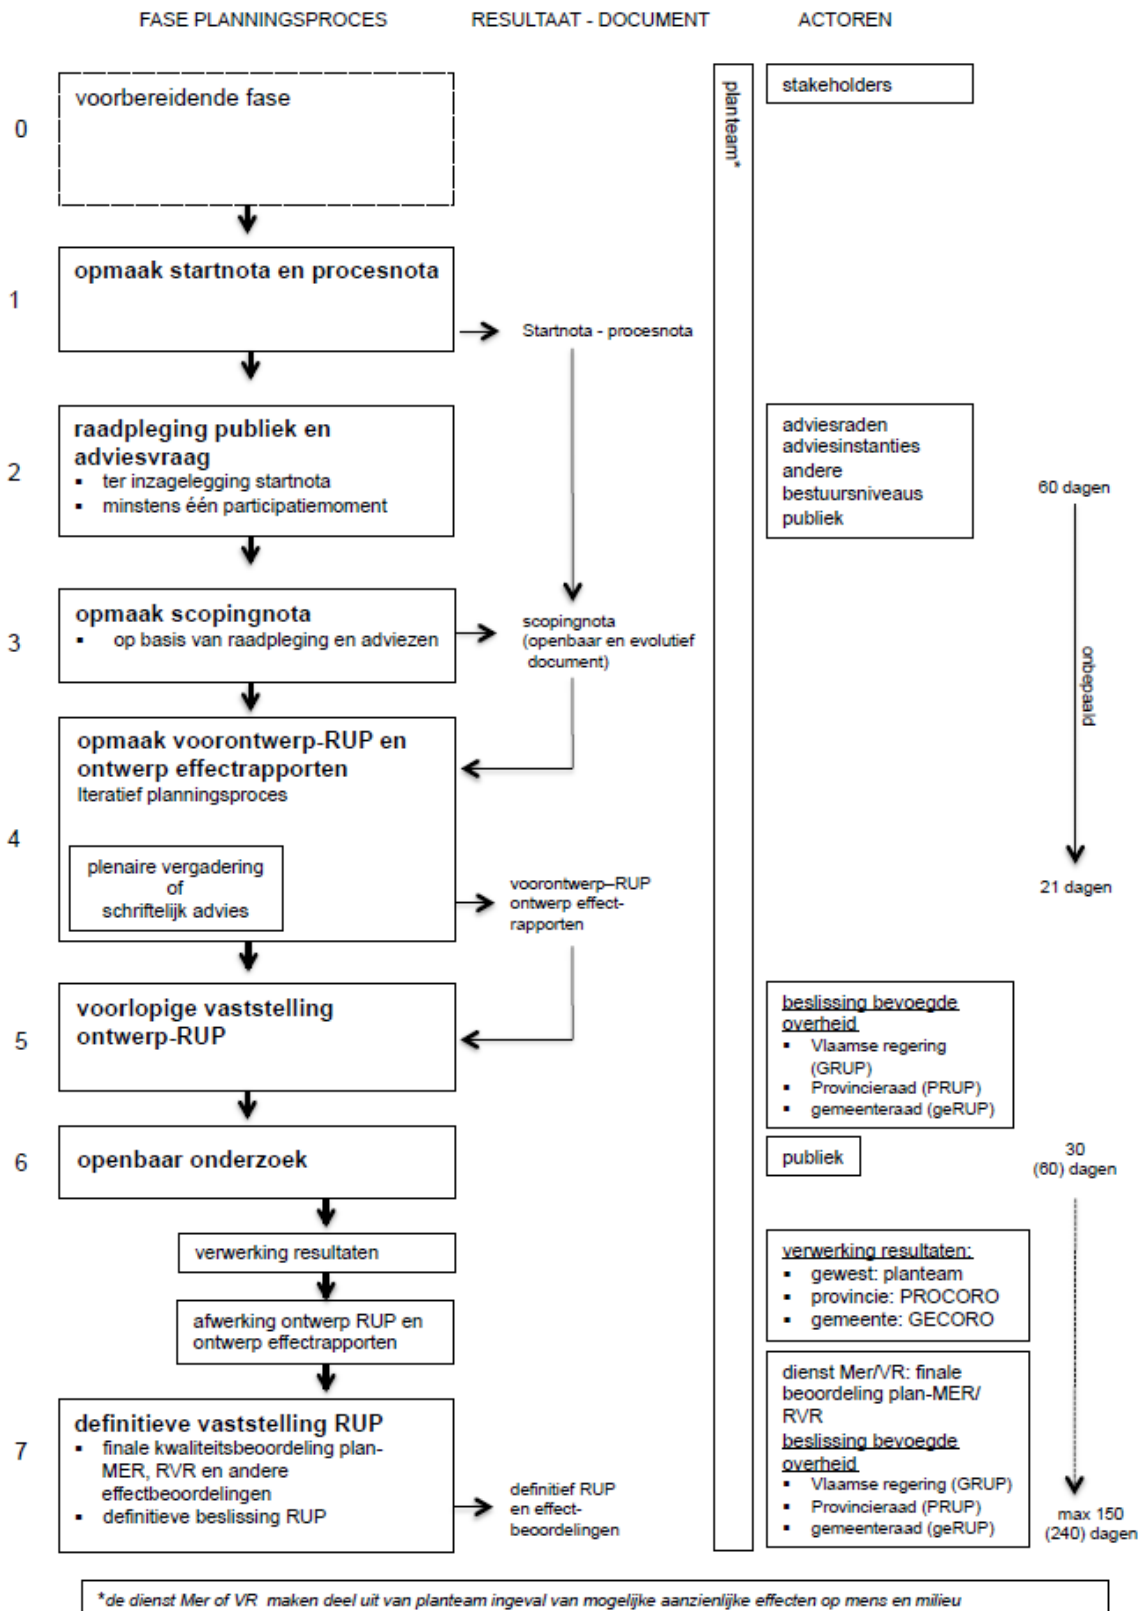 FASE PLANNINGSPROCES
RESULTAAT - DOCUMENT
ACTOREN
planteam*
0
voorbereidende fase
stakeholders
1
opmaak startnota en procesnota
Startnota - procesnota
2
raadpleging publiek en
adviesvraag
▪ ter inzagelegging startnota
▪ minstens één participatiemoment
adviesraden
adviesinstanties
andere
bestuursniveaus
publiek
60 dagen
3
opmaak scopingnota
▪ op basis van raadpleging en adviezen
scopingnota
(openbaar en evolutief
document)
onbepaald
4
opmaak voorontwerp-RUP en
ontwerp effectrapporten
Iteratief planningsproces
plenaire vergadering
of
schriftelijk advies
voorontwerp–RUP
ontwerp effect-
rapporten
21 dagen
5
voorlopige vaststelling
ontwerp-RUP
beslissing bevoegde
overheid
▪ Vlaamse regering
(GRUP)
▪ Provincieraad (PRUP)
▪ gemeenteraad (geRUP)
6
openbaar onderzoek
publiek
30
(60) dagen
verwerking resultaten
verwerking resultaten:
▪ gewest: planteam
▪ provincie: PROCORO
▪ gemeente: GECORO
afwerking ontwerp RUP en
ontwerp effectrapporten
7
definitieve vaststelling RUP
▪ finale kwaliteitsbeoordeling plan-
MER, RVR en andere
effectbeoordelingen
▪ definitieve beslissing RUP
definitief RUP
en effect-
beoordelingen
dienst Mer/VR: finale
beoordeling plan-MER/
RVR
beslissing bevoegde
overheid
▪ Vlaamse regering (GRUP)
▪ Provincieraad (PRUP)
▪ gemeenteraad (geRUP)
max 150
(240) dagen
*de dienst Mer of VR maken deel uit van planteam ingeval van mogelijke aanzienlijke effecten op mens en milieu